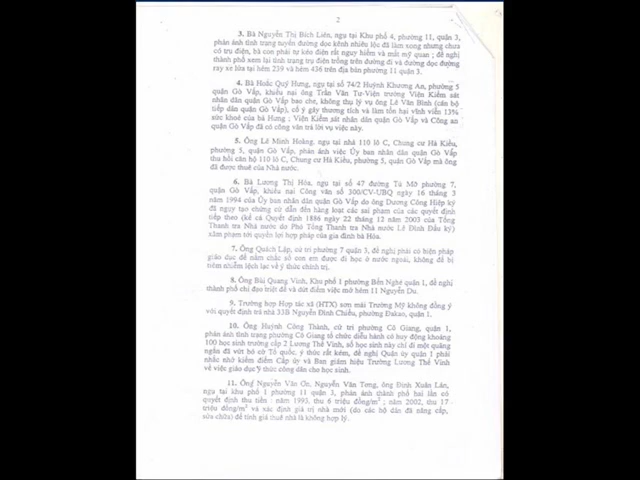 2
3. Bà Nguyễn Thị Bích Liên, ngụ tại Khu phố 4, phường 11, quận 3,
phản ánh tình trạng tuyến đường dọc kênh nhiêu lộc đã làm song nhưng chưa
có trụ điện, bà con phải tự kéo điện rất nguy hiểm và mất mỹ quan ; đề nghị
thành phố xem lại tình trạng trụ điện trồng trên đường đi và đường dọc đường
ray xe lửa tại hẻm 239 và hẻm 436 trên địa bàn phường 11 quận 3.
4. Bà Hoắc Quý Hưng, ngụ tại số 74/2 Huỳnh Khương An, phường 5
quận Gò Vấp, khiếu nại ông Trần Văn Tư-Viện trưởng Viện Kiểm sát
nhân dân quận Gò Vấp bao che, không thụ lý vụ ông Lê Văn Bình (cán bộ
tiếp dân quận Gò Vấp), cố ý gây thương tích và làm tổn hại vĩnh viễn 13%
sức khoẻ của bà Hưng ; Viện Kiểm sát nhân dân quận Gò Vấp và Công an
quận Gò Vấp đã có công văn trả lời vụ việc này.
5. Ông Lê Minh Hoàng, ngụ tại nhà 110 lô C, Chung cư Hà Kiều,
phường 5, quận Gò Vấp, phản ánh việc Ủy ban nhân dân quận Gò Vấp
thu hồi căn hộ 110 lô C, Chung cư Hà Kiều, phường 5, quận Gò Vấp mà ông
đã được thuê của Nhà nước.
6. Bà Lương Thị Hóa, ngụ tại số 47 đường Tú Mỡ phường 7,
quận Gò Vấp, khiếu nại Công văn số 300/CV-UBQ ngày 16 tháng 3
năm 1994 của Ủy ban nhân dân quận Gò Vấp do ông Dương Công Hiệp ký
đã ngụy tạo chứng cứ dẫn đến hàng loạt các sai phạm của các quyết định
tiếp theo (kể cả Quyết định 1886 ngày 22 tháng 12 năm 2005 của Tổng
Thanh tra Nhà nước do Phó Tổng Thanh tra Nhà nước Lê Đình Đấu ký)
xâm phạm tới quyền lợi hợp pháp của gia đình bà Hóa.
7. Ông Quách Lập, cử tri phường 7 quận 3, đề nghị phải có biện pháp
giáo dục để nắm chắc số con em được đi học ở nước ngoài, không để bị
tiêm nhiễm lệch lạc về ý thức chính trị.
8. Ông Bùi Quang Vinh, Khu phố 1 phường Bến Nghé quận 1, đề nghị
thành phố chỉ đạo triệt để và dứt điểm việc mở hẻm 11 Nguyễn Du.
9. Trường hợp Hợp tác xã (HTX) sơn mài Trường Mỹ không đồng ý
với quyết định trả nhà 33B Nguyễn Đình Chiểu, phường Đakao, quận 1.
10. Ông Huỳnh Công Thành, cử tri phường Cô Giang, quận 1,
phản ánh tình trạng phường Cô Giang tổ chức diễu hành có huy động khoảng
100 học sinh trường cấp 2 Lương Thế Vinh, số học sinh này chỉ đi một quãng
ngắn đã vứt bỏ cờ Tổ quốc, ý thức rất kém, đề nghị Quận ủy quận 1 phải
nhắc nhở kiểm điểm Cấp ủy và Ban giám hiệu Trường Lương Thế Vinh
về việc giáo dục ý thức công dân cho học sinh.
11. Ông Nguyễn Văn Ơn, Nguyễn Văn Tong, ông Đinh Xuân Lân,
ngụ tại khu phố 1 phường 11 quận 3, phản ánh thành phố hai lần có
quyết định thu tiền : năm 1995, thu 6 triệu đồng/m2 ; năm 2002, thu 17
triệu đồng/m2 và xác định giá trị nhà mới (do các hộ dân đã nâng cấp,
sửa chữa) để tính giá thuê nhà là không hợp lý.